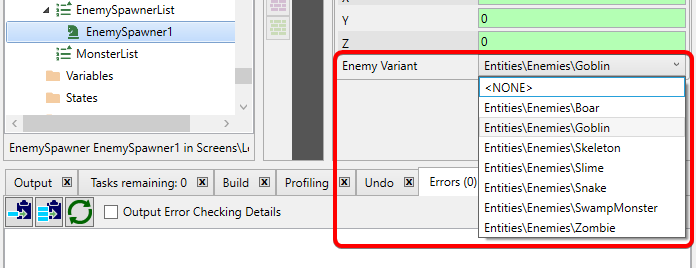 EnemySpawnerList
EnemySpawner1
MonsterList
Variables
States
EnemySpawner EnemySpawner1 in Screens\L
Y 0
Z 0
Enemy Variant Entities\Enemies\Goblin
<NONE>
Entities\Enemies\Boar
Entities\Enemies\Goblin
Entities\Enemies\Skeleton
Entities\Enemies\Slime
Entities\Enemies\Snake
Entities\Enemies\SwampMonster
Entities\Enemies\Zombie
Output Tasks remaining: 0 Build Profiling Undo Errors (0)
Output Error Checking Details